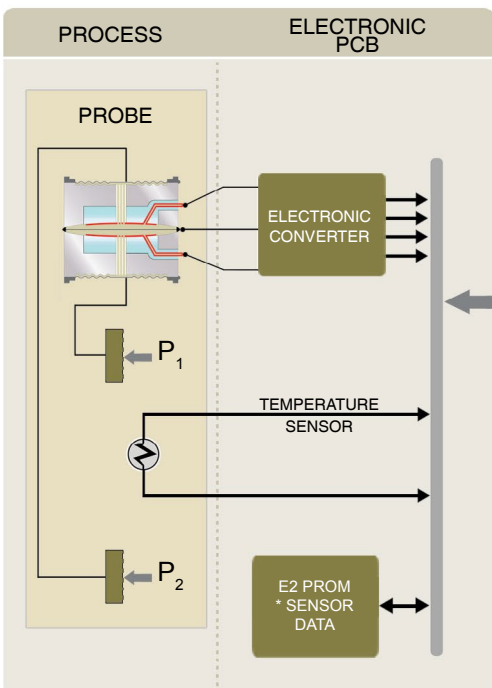 PROCESS
ELECTRONIC
PCB
PROBE
ELECTRONIC
CONVERTER
P1
TEMPERATURE
SENSOR
P2
E2 PROM
* SENSOR
DATA